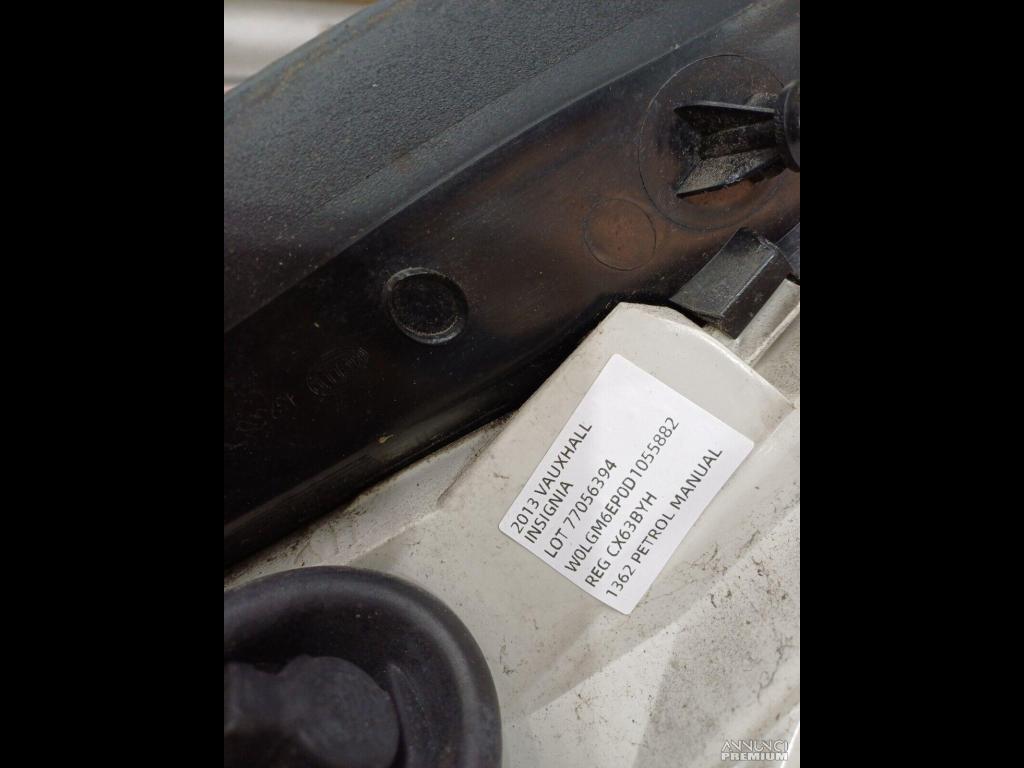 2013 VAUXHALL
INSIGNIA
LOT 77056394
W0LGM6EP0D1055882
REG CX63BYH
1362 PETROL MANUAL
ANNUNCI
PREMIUM